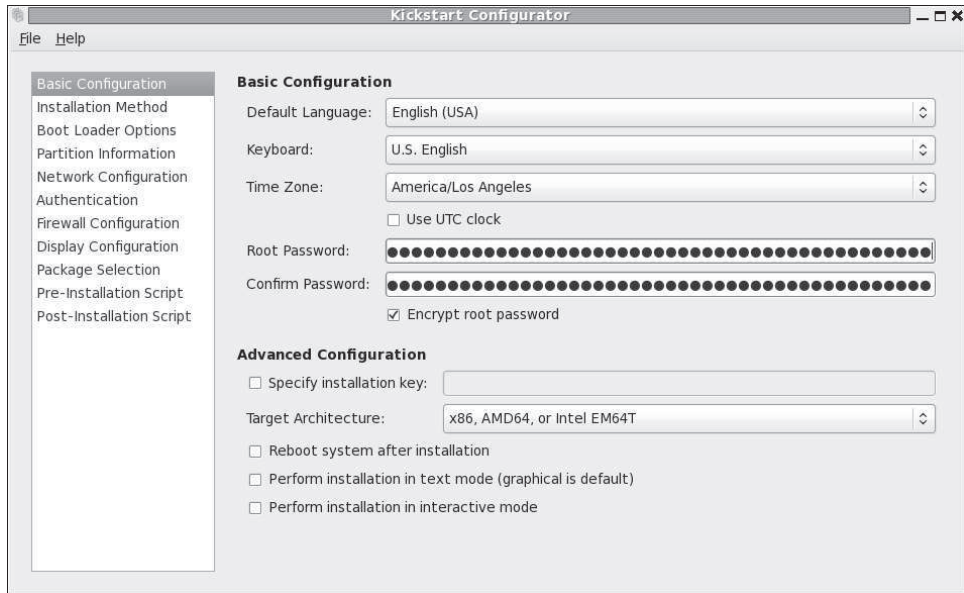 Kickstart Configurator
File Help
Basic Configuration
Installation Method
Boot Loader Options
Partition Information
Network Configuration
Authentication
Firewall Configuration
Display Configuration
Package Selection
Pre-Installation Script
Post-Installation Script
Basic Configuration
Default Language: English (USA)
Keyboard: U.S. English
Time Zone: America/Los Angeles
Use UTC clock
Root Password:
Confirm Password:
Encrypt root password
Advanced Configuration
Specify installation key:
Target Architecture: x86, AMD64, or Intel EM64T
Reboot system after installation
Perform installation in text mode (graphical is default)
Perform installation in interactive mode